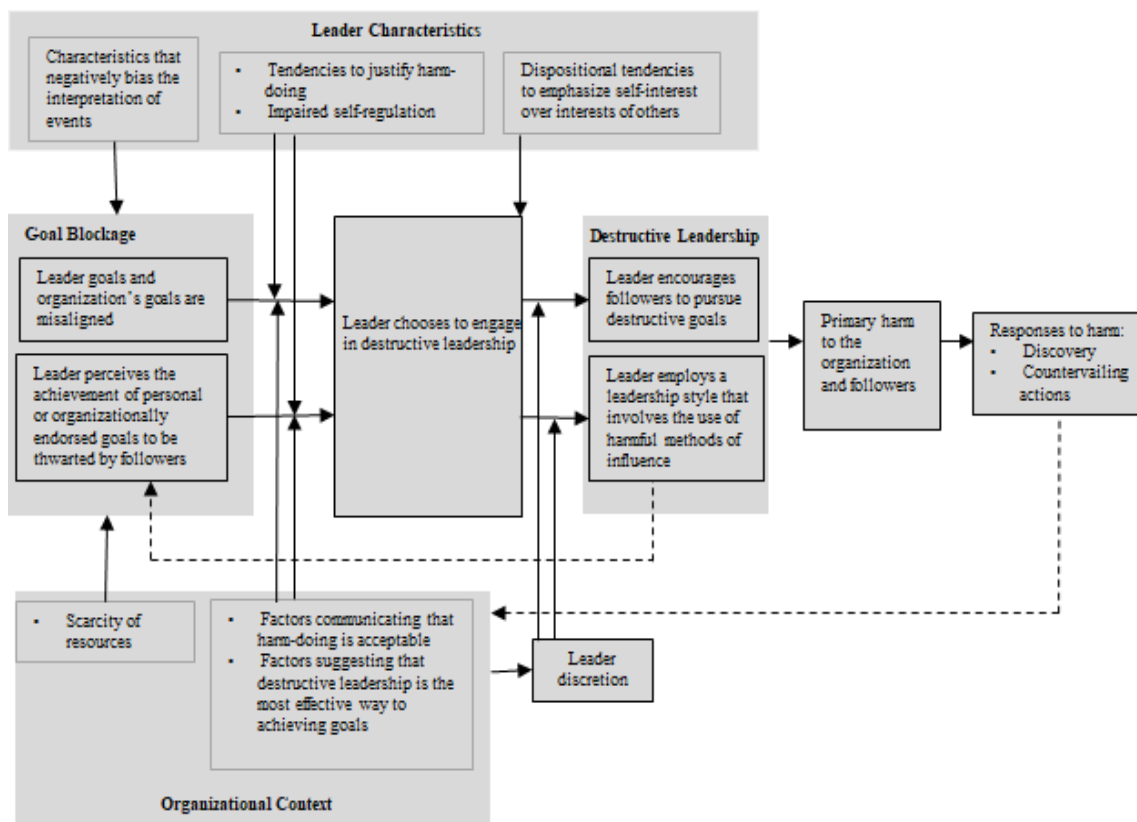 Leader Characteristics
Characteristics that
negatively bias the
interpretation of
events
▪ Tendencies to justify harm-
doing
▪ Impaired self-regulation
Dispositional tendencies
to emphasize self-interest
over interests of others
Goal Blockage
Leader goals and
organization's goals are
misaligned
Leader perceives the
achievement of personal
or organizationally
endorsed goals to be
thwarted by followers
Leader chooses to engage
in destructive leadership
Destructive Leadership
Leader encourages
followers to pursue
destructive goals
Leader employs a
leadership style that
involves the use of
harmful methods of
influence
Primary harm
to the
organization
and followers
Responses to harm:
▪ Discovery
▪ Countervailing
actions
▪ Scarcity of
resources
▪ Factors communicating that
harm-doing is acceptable
▪ Factors suggesting that
destructive leadership is the
most effective way to
achieving goals
Leader
discretion
Organizational Context